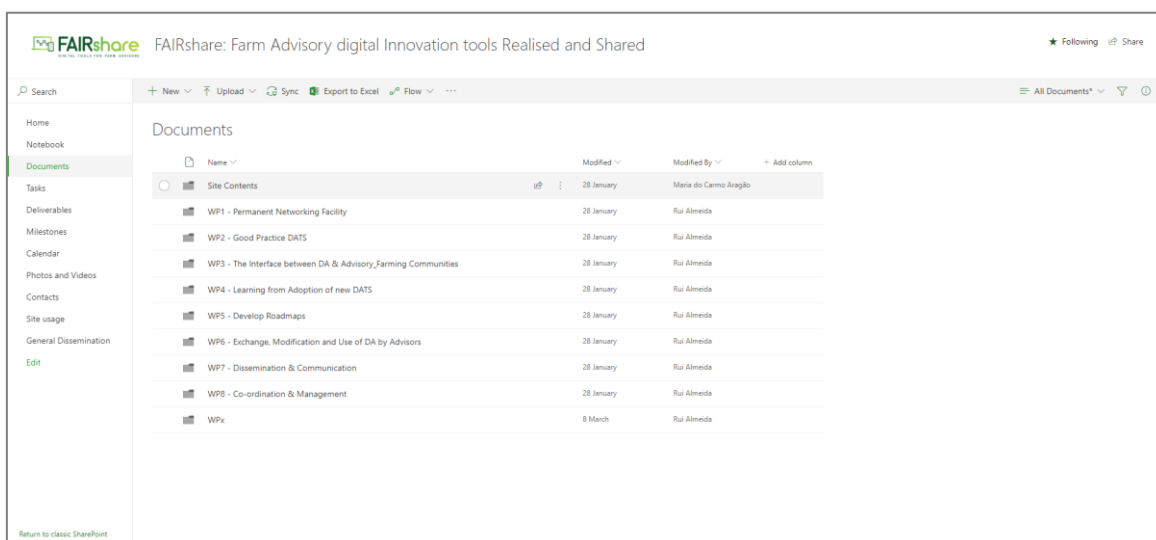 FAIRshare FAIRshare: Farm Advisory digital Innovation tools Realised and Shared Following Share
DIGITAL TOOLS FOR FARM ADVISORS
Search New Upload Sync Export to Excel Flow ... All Documents*
Home
Notebook
Documents
Tasks
Deliverables
Milestones
Calendar
Photos and Videos
Contacts
Site usage
General Dissemination
Edit
Return to classic SharePoint
Documents
Name Modified Modified By + Add column
Site Contents 28 January Maria do Carmo Aragão
WP1 - Permanent Networking Facility 28 January Rui Almeida
WP2 - Good Practice DATS 28 January Rui Almeida
WP3 - The Interface between DA & Advisory_Farming Communities 28 January Rui Almeida
WP4 - Learning from Adoption of new DATS 28 January Rui Almeida
WP5 - Develop Roadmaps 28 January Rui Almeida
WP6 - Exchange, Modification and Use of DA by Advisors 28 January Rui Almeida
WP7 - Dissemination & Communication 28 January Rui Almeida
WP8 - Co-ordination & Management 28 January Rui Almeida
WPx 8 March Rui Almeida